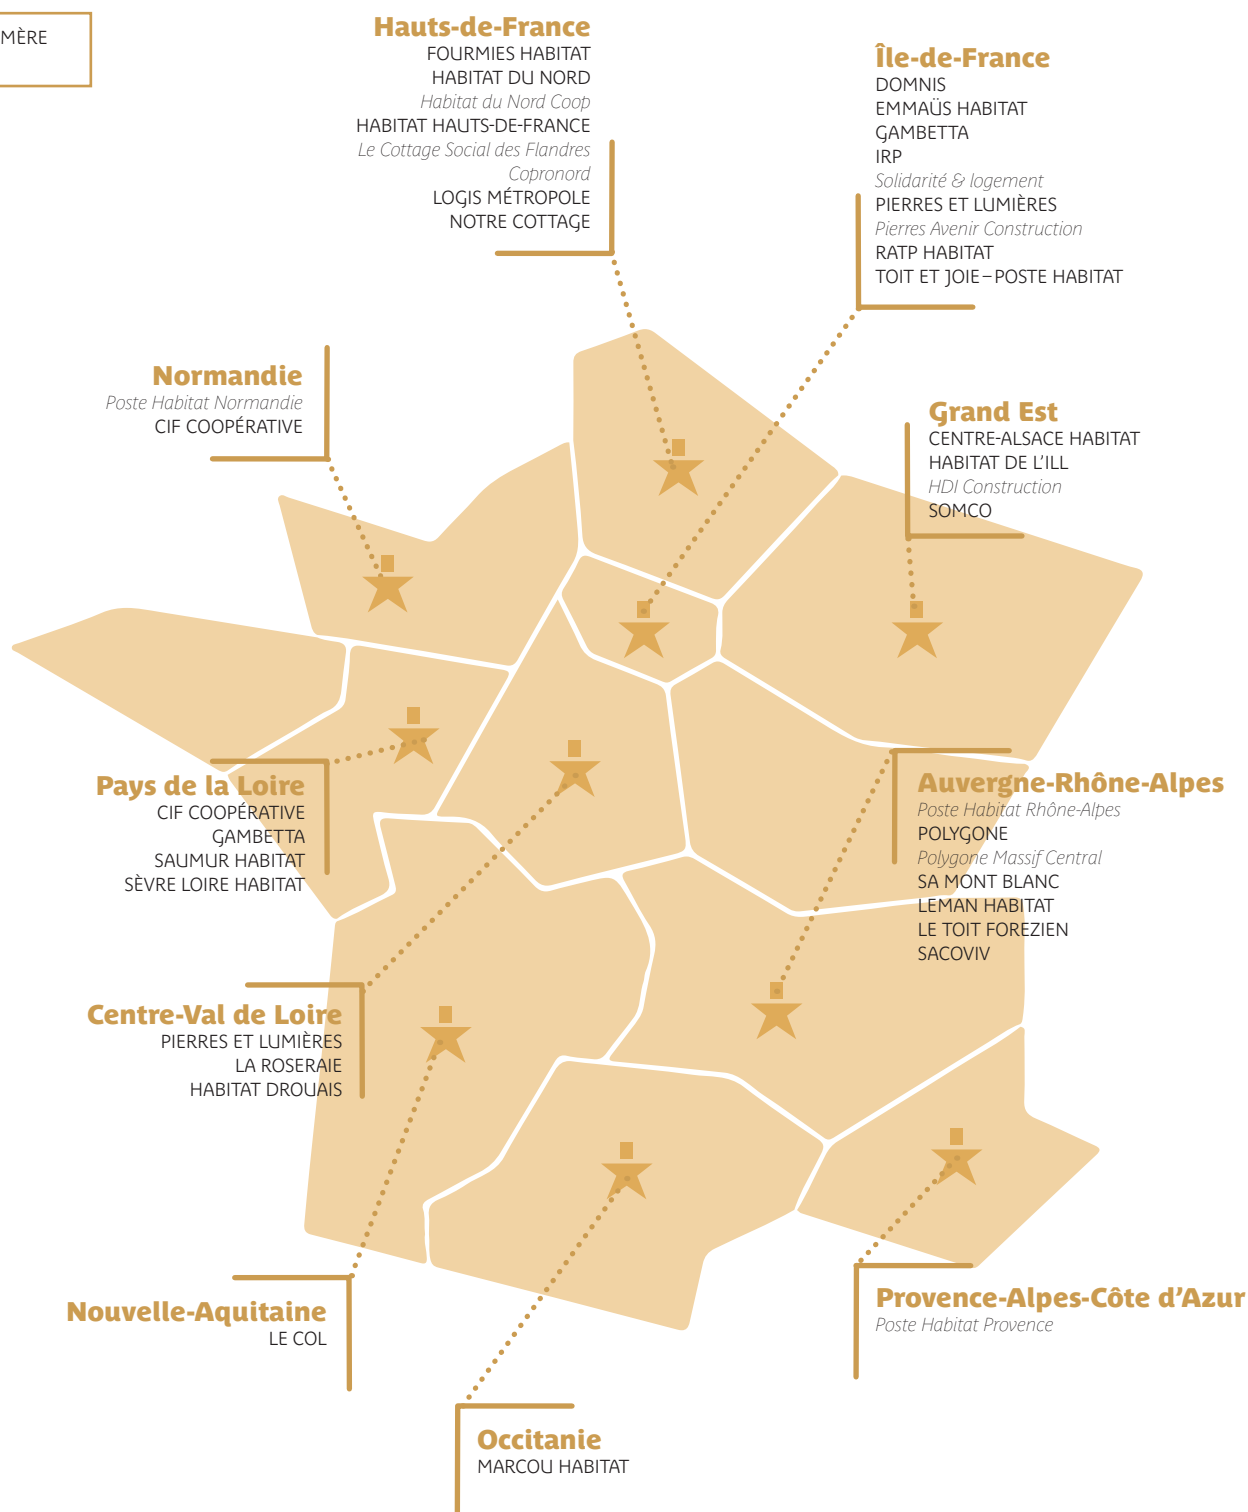 MÈRE
Hauts-de-France
FOURMIES HABITAT
HABITAT DU NORD
Habitat du Nord Coop
HABITAT HAUTS-DE-FRANCE
Le Cottage Social des Flandres
Copronord
LOGIS MÉTROPOLE
NOTRE COTTAGE
Île-de-France
DOMNIS
EMMAÜS HABITAT
GAMBETTA
IRP
Solidarité & logement
PIERRES ET LUMIÈRES
Pierres Avenir Construction
RATP HABITAT
TOIT ET JOIE – POSTE HABITAT
Normandie
Poste Habitat Normandie
CIF COOPÉRATIVE
Grand Est
CENTRE-ALSACE HABITAT
HABITAT DE L'ILL
HDI Construction
SOMCO
Pays de la Loire
CIF COOPÉRATIVE
GAMBETTA
SAUMUR HABITAT
SÈVRE LOIRE HABITAT
Auvergne-Rhône-Alpes
Poste Habitat Rhône-Alpes
POLYGONE
Polygone Massif Central
SA MONT BLANC
LEMAN HABITAT
LE TOIT FOREZIEN
SACOVIV
Centre-Val de Loire
PIERRES ET LUMIÈRES
LA ROSERAIE
HABITAT DROUAIS
Nouvelle-Aquitaine
LE COL
Provence-Alpes-Côte d'Azur
Poste Habitat Provence
Occitanie
MARCOU HABITAT